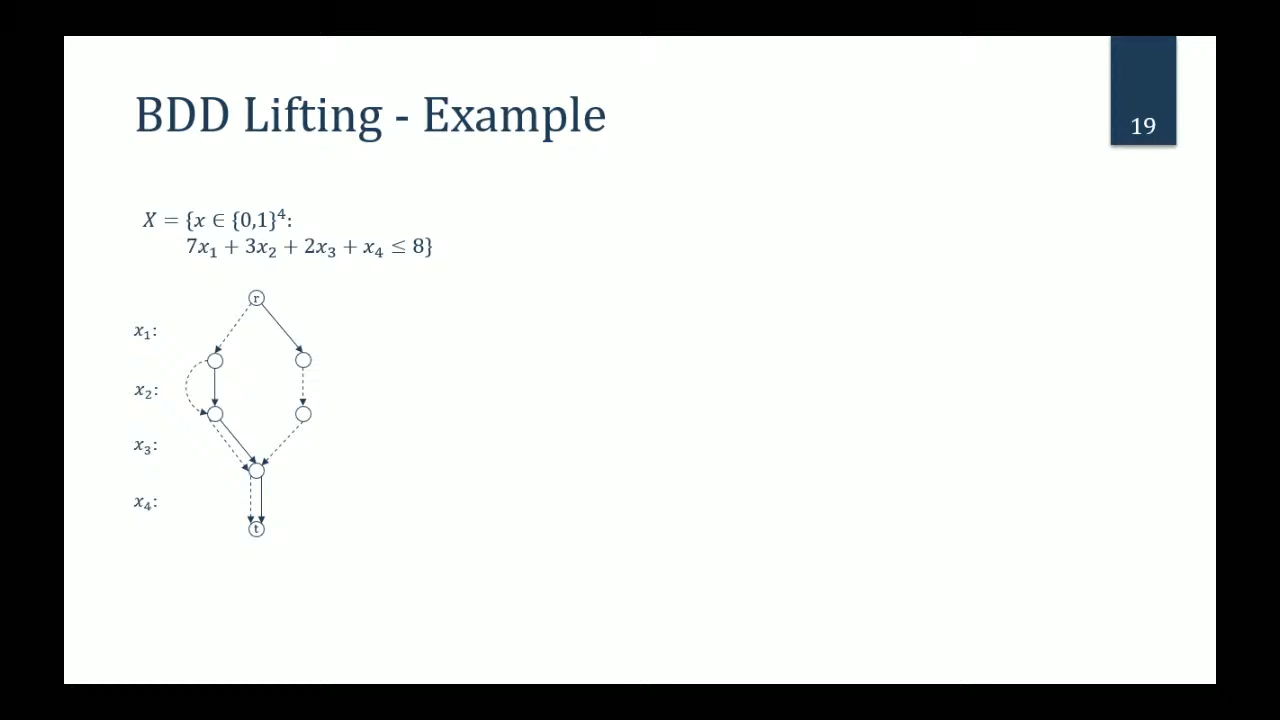 BDD Lifting - Example
19
X = {x ∈ {0,1}⁴:
7x₁ + 3x₂ + 2x₃ + x₄ ≤ 8}
r
x₁:
x₂:
x₃:
x₄:
t